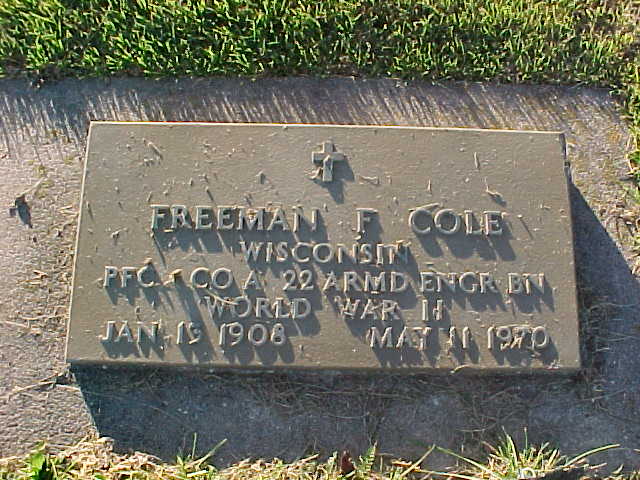 FREEMAN F COLE
WISCONSIN
PFC CO A 22 ARMD ENGR BN
WORLD WAR II
JAN 19 1908 MAY 11 1970